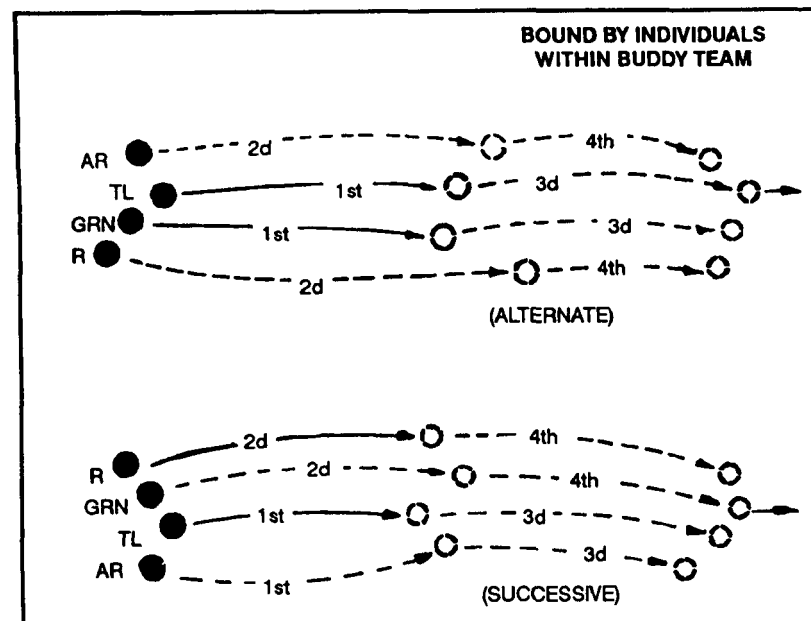 BOUND BY INDIVIDUALS
WITHIN BUDDY TEAM
AR
2d
4th
TL
1st
3d
GRN
1st
3d
R
2d
4th
(ALTERNATE)
R
2d
4th
GRN
2d
4th
TL
1st
3d
AR
1st
3d
(SUCCESSIVE)